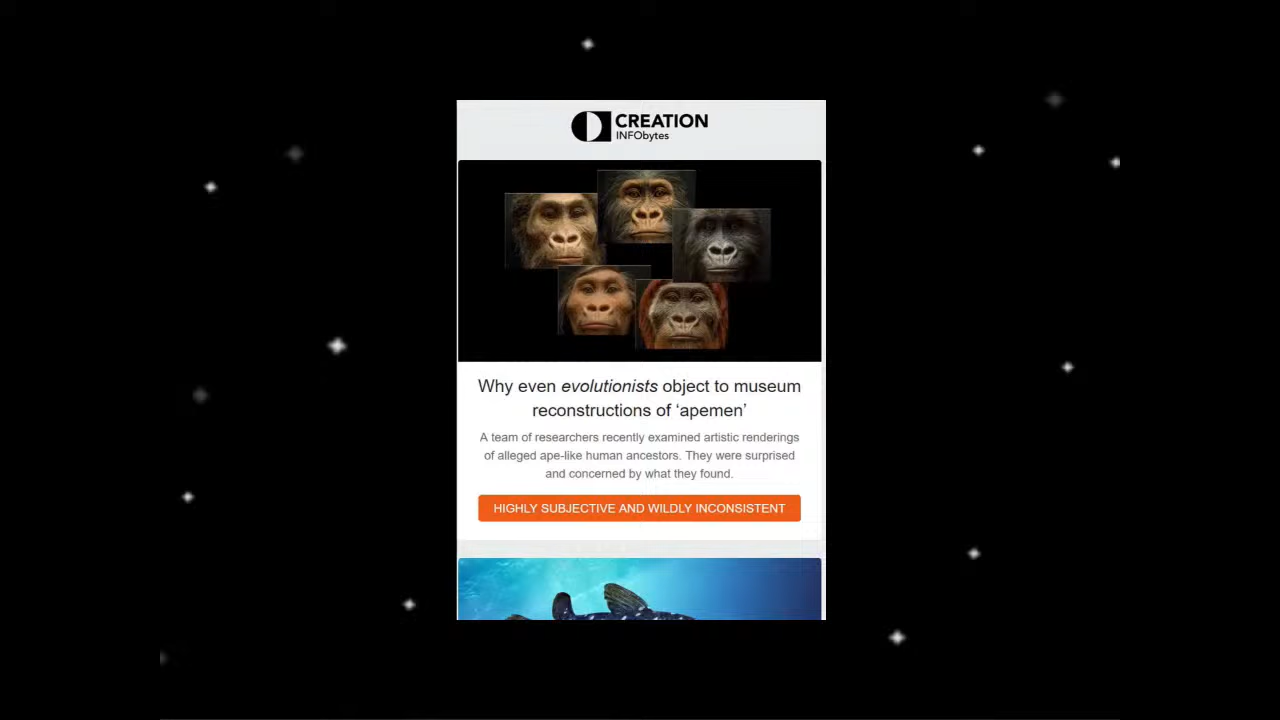 CREATION
INFObytes
Why even evolutionists object to museum
reconstructions of ‘apemen’
A team of researchers recently examined artistic renderings
of alleged ape-like human ancestors. They were surprised
and concerned by what they found.
HIGHLY SUBJECTIVE AND WILDLY INCONSISTENT